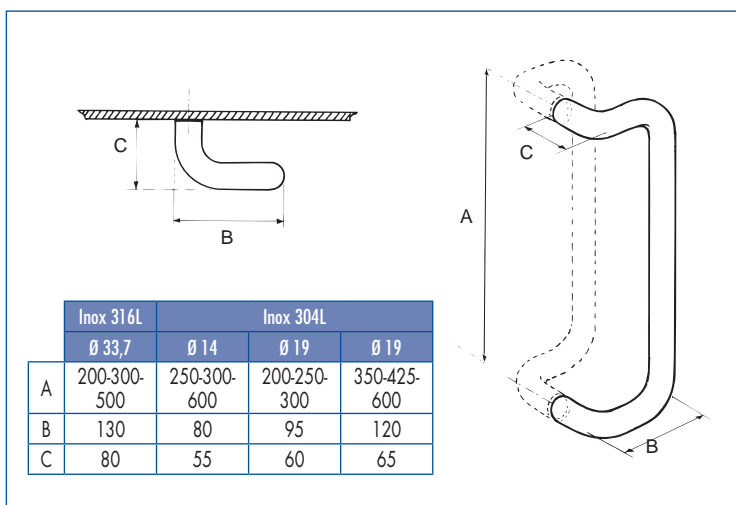 C
B
A
C
B
Inox 316L Inox 304L
Ø 33,7 Ø 14 Ø 19 Ø 19
A 200-300-500 250-300-600 200-250-300 350-425-600
B 130 80 95 120
C 80 55 60 65